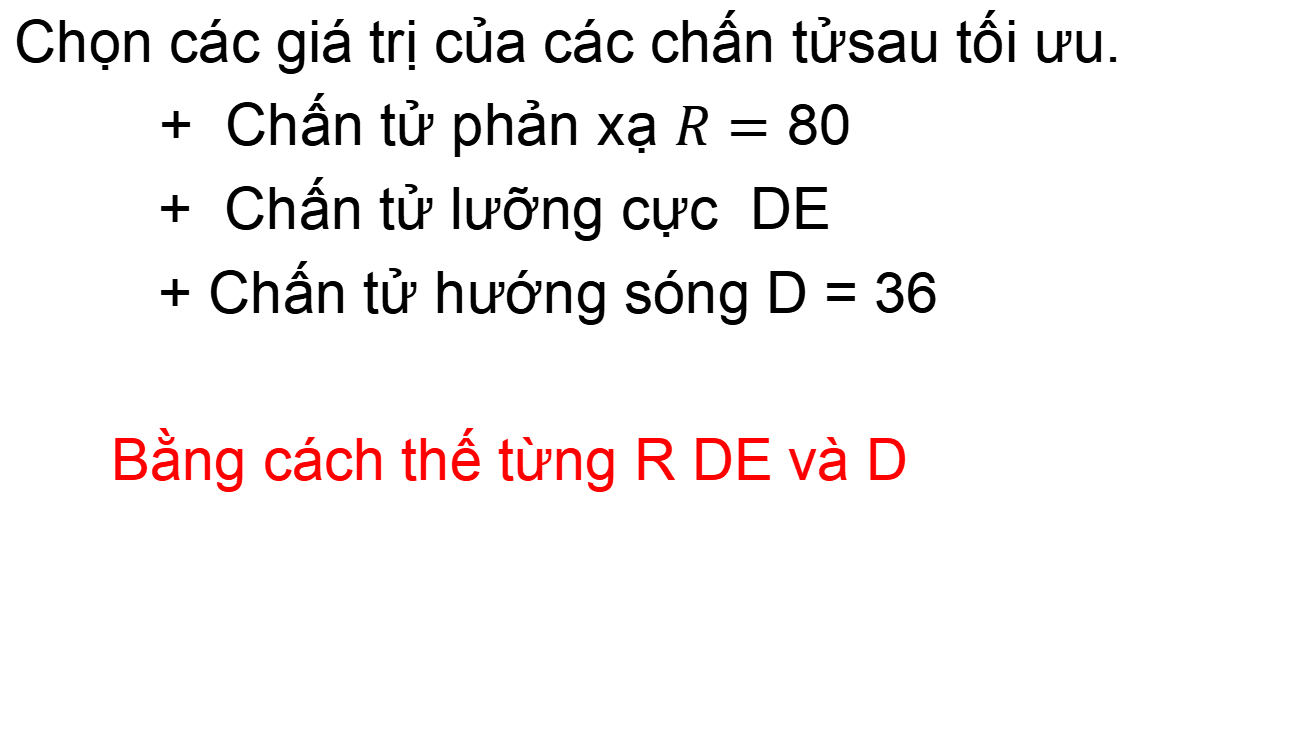 Chọn các giá trị của các chấn tửsau tối ưu.
+ Chấn tử phản xạ R = 80
+ Chấn tử lưỡng cực DE
+ Chấn tử hướng sóng D = 36
Bằng cách thế từng R DE và D